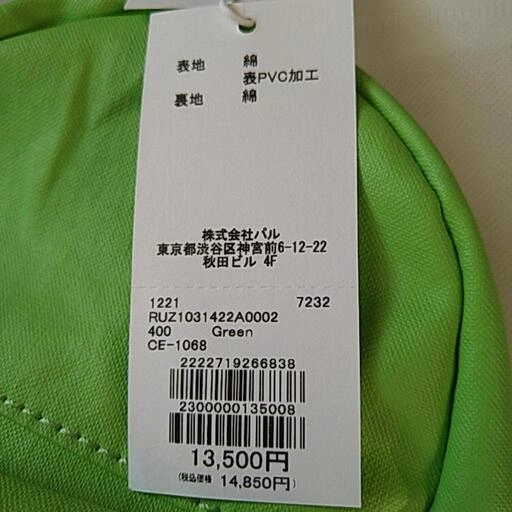 表地 綿
表PVC加工
裏地 綿
株式会社パル
東京都渋谷区神宮前6-12-22
秋田ビル 4F
1221 7232
RUZ1031422A0002
400 Green
CE-1068
2222719266838
2300000135008
13,500円
(税込価格 14,850円)